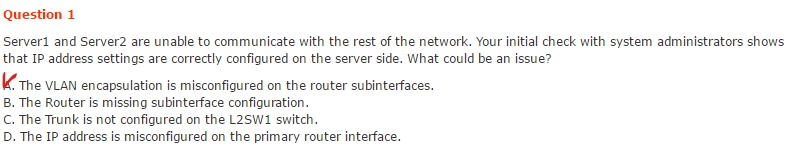 Question 1
Server1 and Server2 are unable to communicate with the rest of the network. Your initial check with system administrators shows
that IP address settings are correctly configured on the server side. What could be an issue?
A. The VLAN encapsulation is misconfigured on the router subinterfaces.
B. The Router is missing subinterface configuration.
C. The Trunk is not configured on the L2SW1 switch.
D. The IP address is misconfigured on the primary router interface.